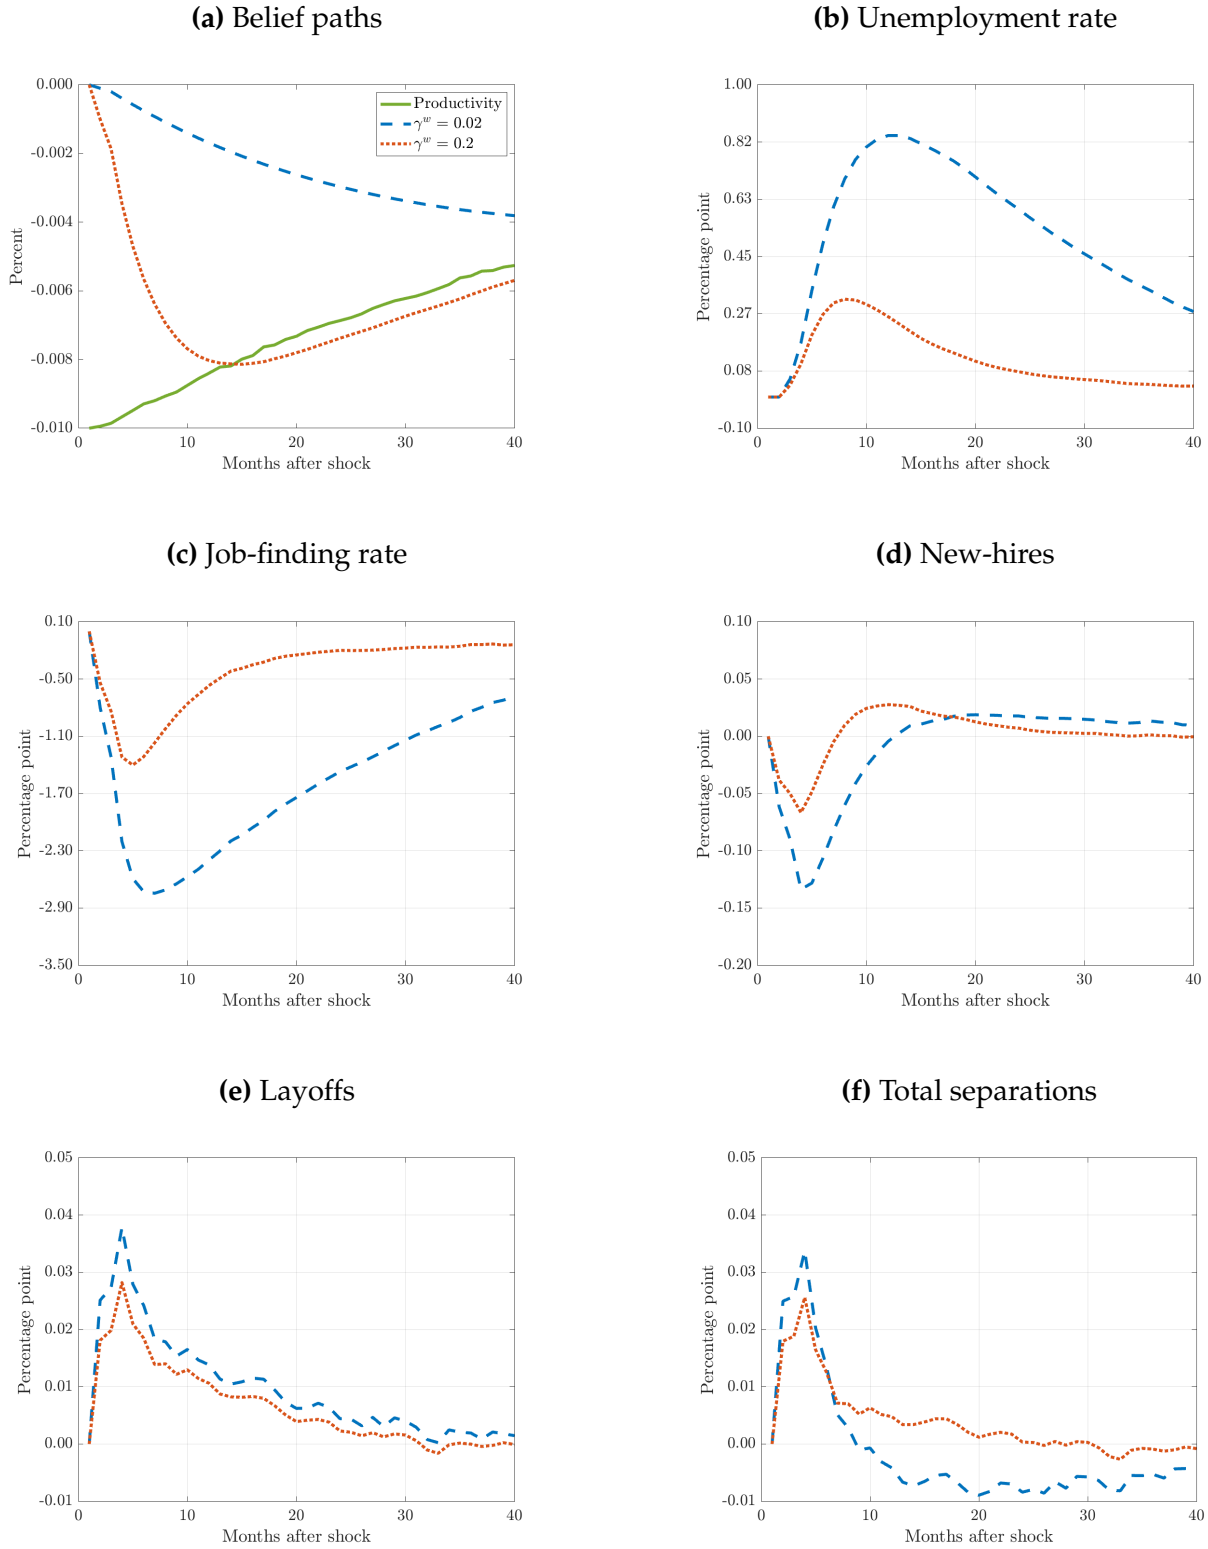 (a) Belief paths
0.000
-0.002
-0.004
-0.006
-0.008
-0.010
Percent
0 10 20 30 40
Months after shock
Productivity
γʷ = 0.02
γʷ = 0.2
(b) Unemployment rate
1.00
0.82
0.63
0.45
0.27
0.08
-0.10
Percentage point
0 10 20 30 40
Months after shock
(c) Job-finding rate
0.10
-0.50
-1.10
-1.70
-2.30
-2.90
-3.50
Percentage point
0 10 20 30 40
Months after shock
(d) New-hires
0.10
0.05
0.00
-0.05
-0.10
-0.15
-0.20
Percentage point
0 10 20 30 40
Months after shock
(e) Layoffs
0.05
0.04
0.03
0.02
0.01
0.00
-0.01
Percentage point
0 10 20 30 40
Months after shock
(f) Total separations
0.05
0.04
0.03
0.02
0.01
0.00
-0.01
Percentage point
0 10 20 30 40
Months after shock